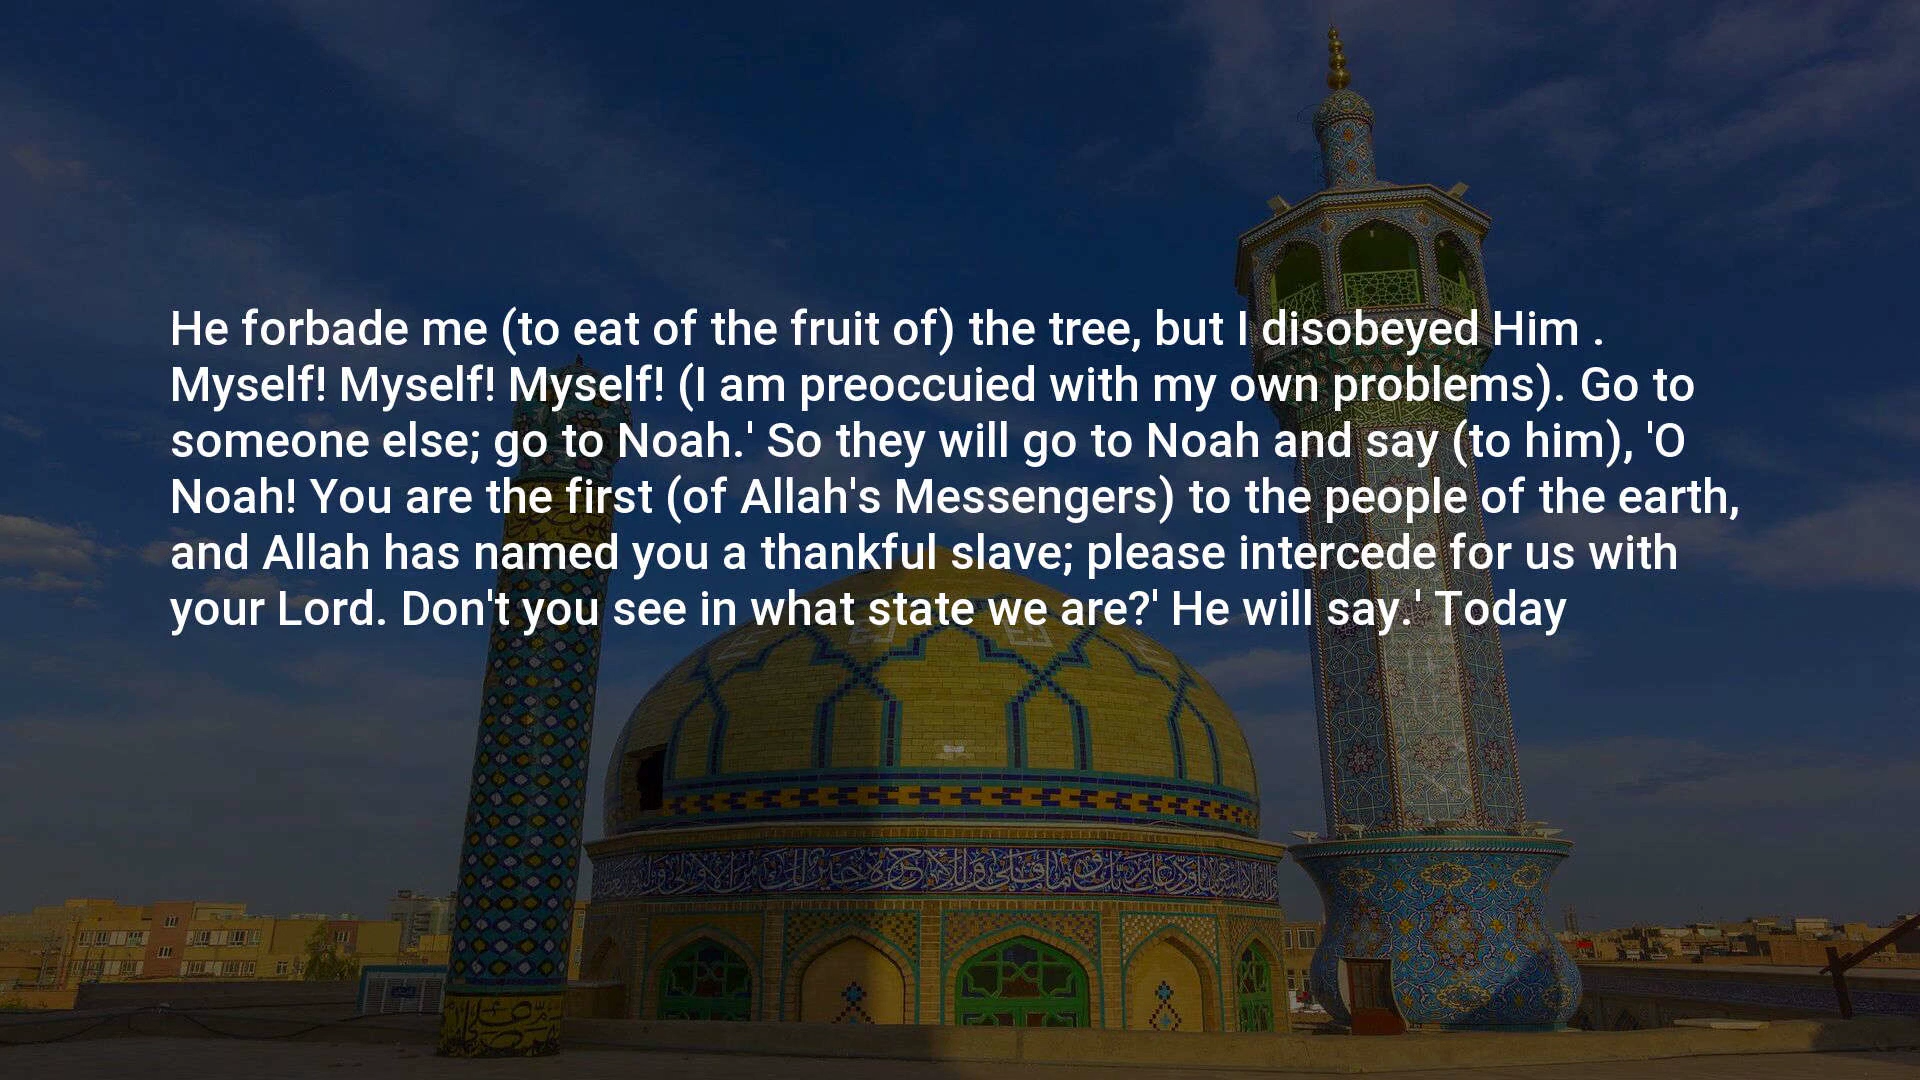 He forbade me (to eat of the fruit of) the tree, but I disobeyed Him .
Myself! Myself! Myself! (I am preoccuied with my own problems). Go to
someone else; go to Noah.' So they will go to Noah and say (to him), 'O
Noah! You are the first (of Allah's Messengers) to the people of the earth,
and Allah has named you a thankful slave; please intercede for us with
your Lord. Don't you see in what state we are?' He will say.' Today